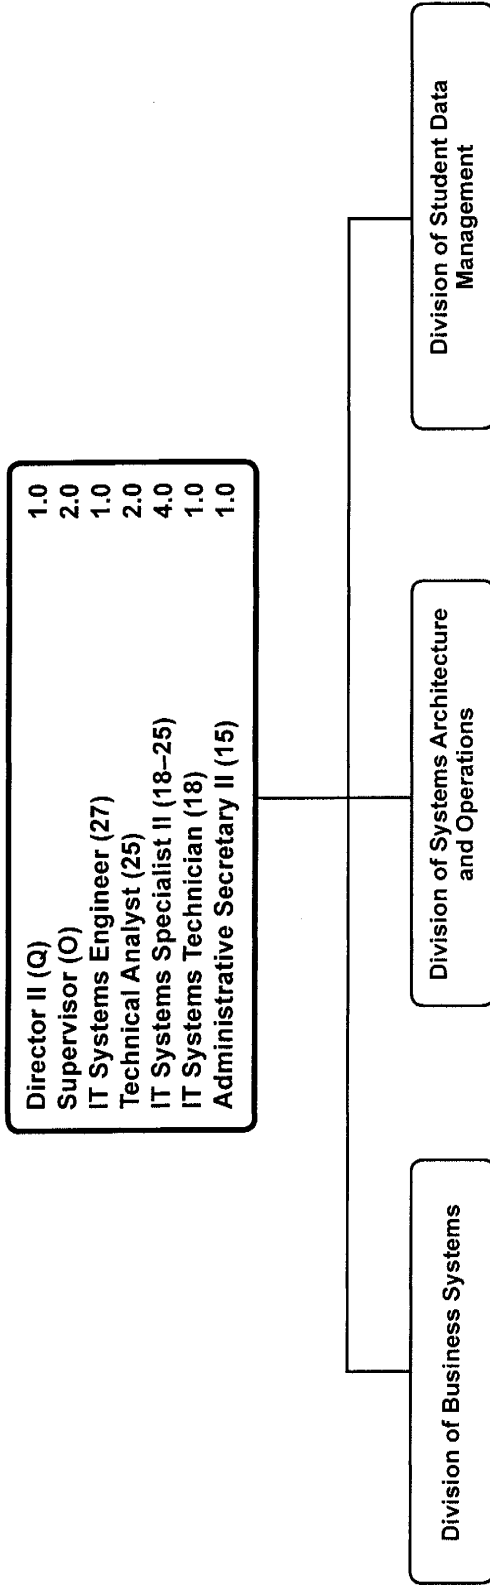 Director II (Q) 1.0
Supervisor (O) 2.0
IT Systems Engineer (27) 1.0
Technical Analyst (25) 2.0
IT Systems Specialist II (18–25) 4.0
IT Systems Technician (18) 1.0
Administrative Secretary II (15) 1.0
Division of Business Systems
Division of Systems Architecture
and Operations
Division of Student Data
Management